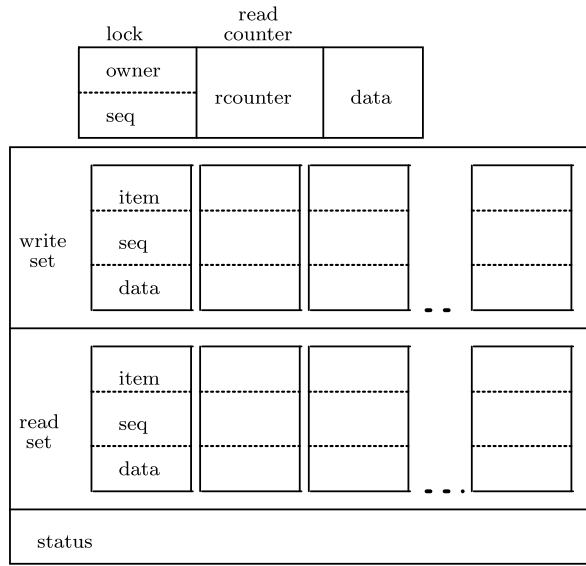 lock
read
counter
owner
seq
rcounter
data
write
set
item
seq
data
read
set
item
seq
data
status